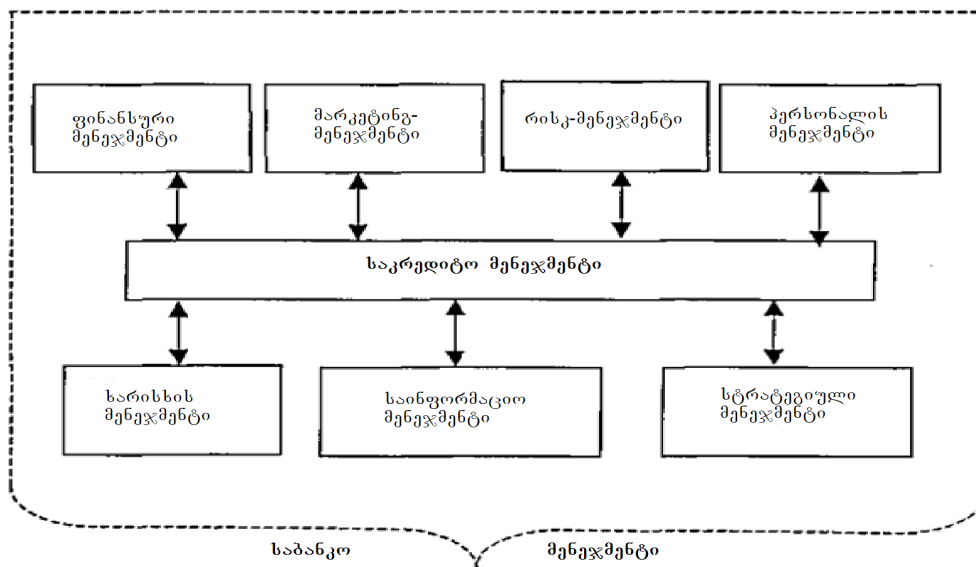 ფინანსური
მენეჯმენტი
მარკეტინგ-
მენეჯმენტი
რისკ-მენეჯმენტი
პერსონალის
მენეჯმენტი
საკრედიტო მენეჯმენტი
ხარისხის
მენეჯმენტი
საინფორმაციო
მენეჯმენტი
სტრატეგიული
მენეჯმენტი
საბანკო მენეჯმენტი